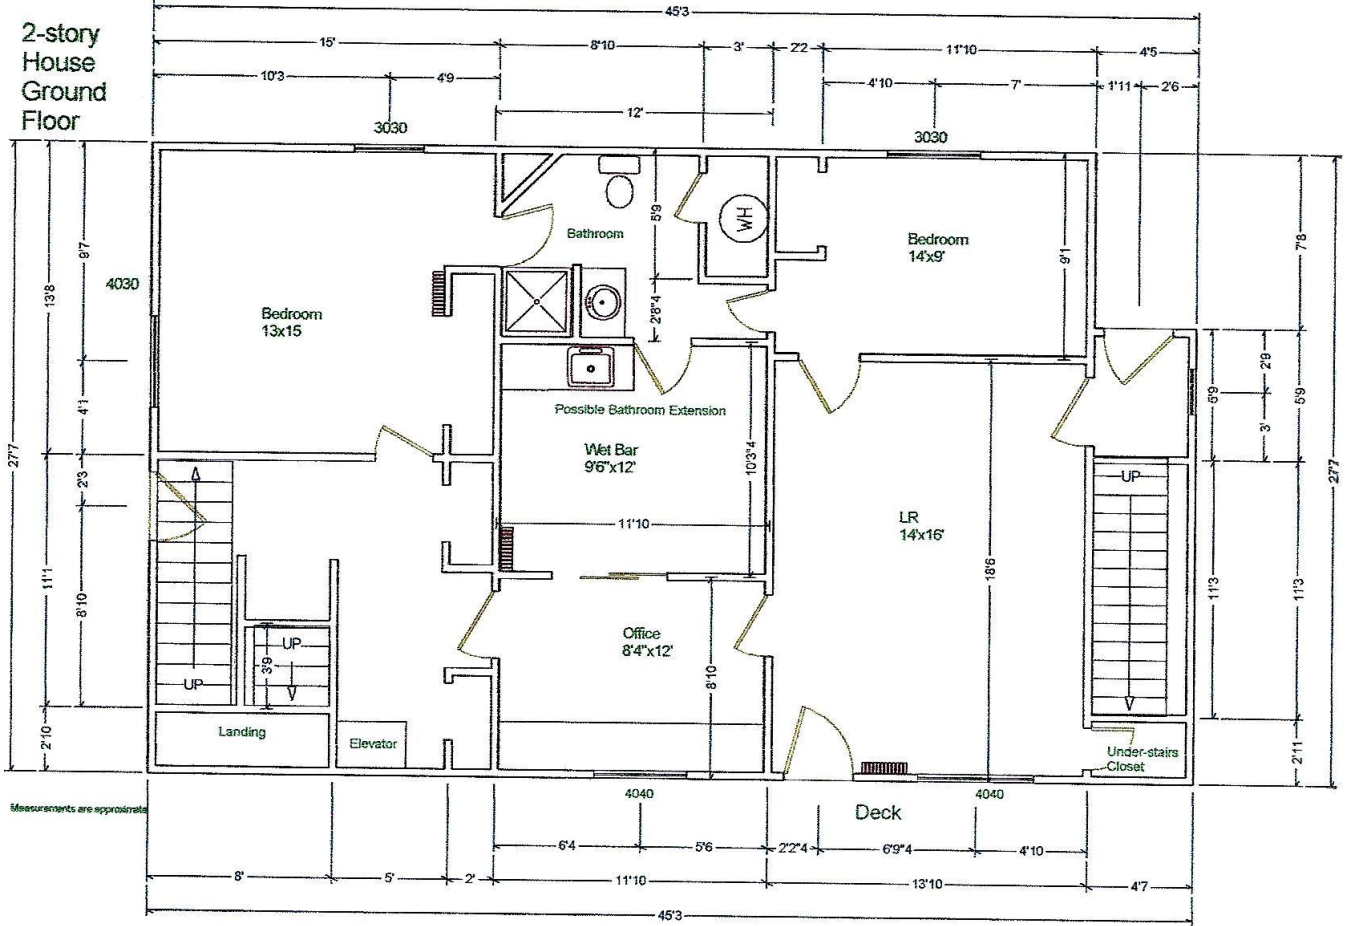 45'3
2-story
House
Ground
Floor
15'
8'10
3'
2'2
11'10
4'5
10'3
4'9
4'10
7'
1'11
2'6
12'
3030
3030
Bathroom
5'9
WH
Bedroom
14'x9'
9'1
7'8
9'7
13'8
4030
Bedroom
13x15
2'8"4
2'9
5'9
5'9
3'
4'1
Possible Bathroom Extension
Wet Bar
9'6"x12'
10'3"4
27'7
27'7
2'3
UP
11'10
LR
14'x16'
18'6
11'3
11'3
11'1
8'10
Office
8'4"x12'
UP
3'9
UP
8'10
2'10
Landing
Elevator
Under-stairs
Closet
2'11
Measurements are approximate
4040
4040
Deck
6'4
5'6
2'2"4
6'9"4
4'10
8'
5'
2'
11'10
13'10
4'7
45'3